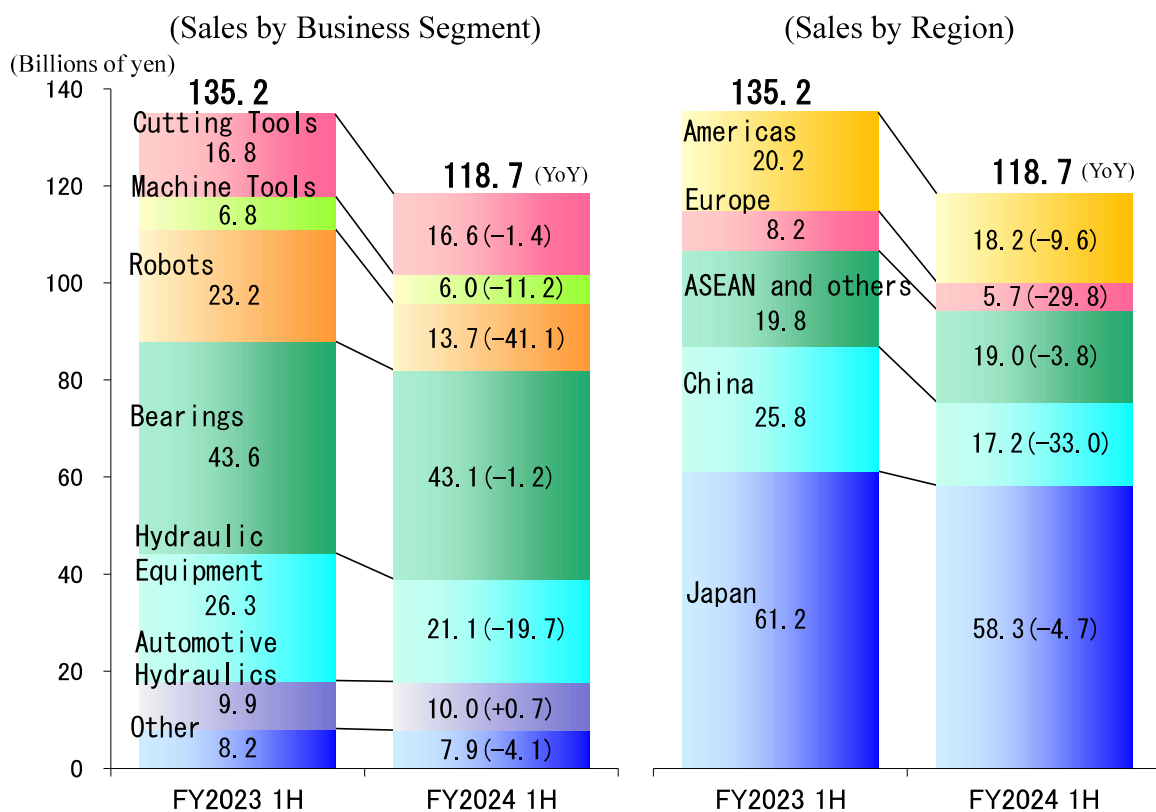 (Sales by Business Segment)
(Billions of yen)
140
120
100
80
60
40
20
0
135.2
Cutting Tools
16.8
Machine Tools
6.8
Robots
23.2
Bearings
43.6
Hydraulic
Equipment
26.3
Automotive
Hydraulics
9.9
Other
8.2
118.7 (YoY)
16.6(-1.4)
6.0(-11.2)
13.7(-41.1)
43.1(-1.2)
21.1(-19.7)
10.0(+0.7)
7.9(-4.1)
FY2023 1H
FY2024 1H
(Sales by Region)
135.2
Americas
20.2
Europe
8.2
ASEAN and others
19.8
China
25.8
Japan
61.2
118.7 (YoY)
18.2(-9.6)
5.7(-29.8)
19.0(-3.8)
17.2(-33.0)
58.3(-4.7)
FY2023 1H
FY2024 1H